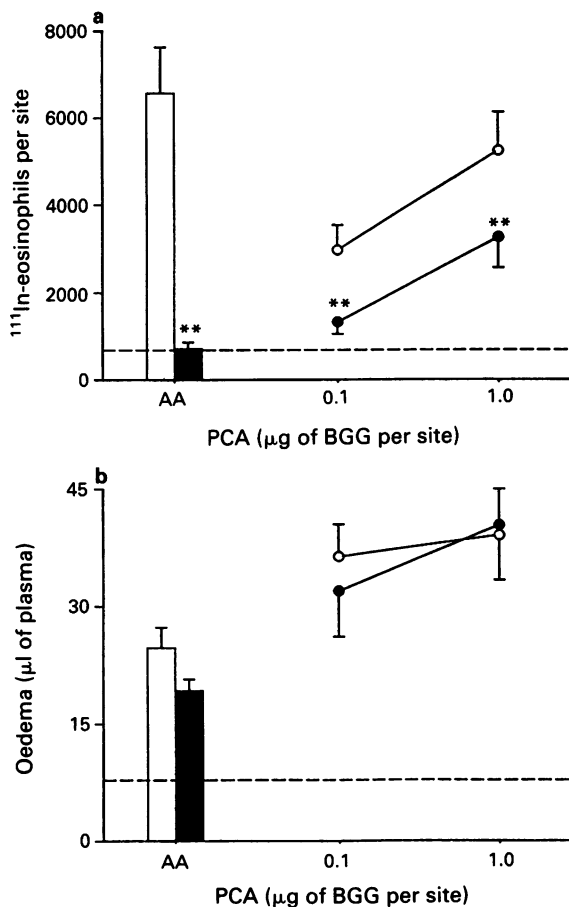 a
8000
6000
4000
2000
0
¹¹¹In-eosinophils per site
**
**
**
AA
0.1
1.0
PCA (μg of BGG per site)
b
45
30
15
0
Oedema (μl of plasma)
AA
0.1
1.0
PCA (μg of BGG per site)